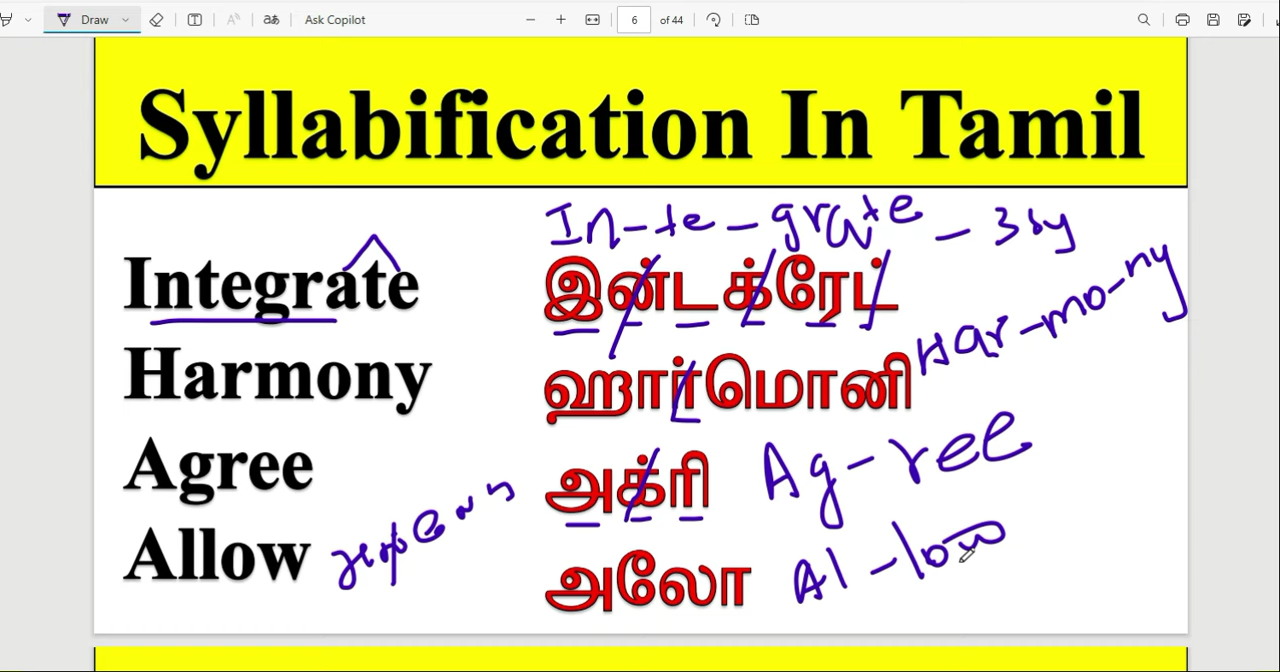 Draw
Ask Copilot
6 of 44
Syllabification In Tamil
In-te-grate - 3sy
Integrate இன்டக்ரேட்
Harmony ஹார்மொனி Har-mo-ny
Agree அக்ரி Ag-ree
Allow அலோ Al-low